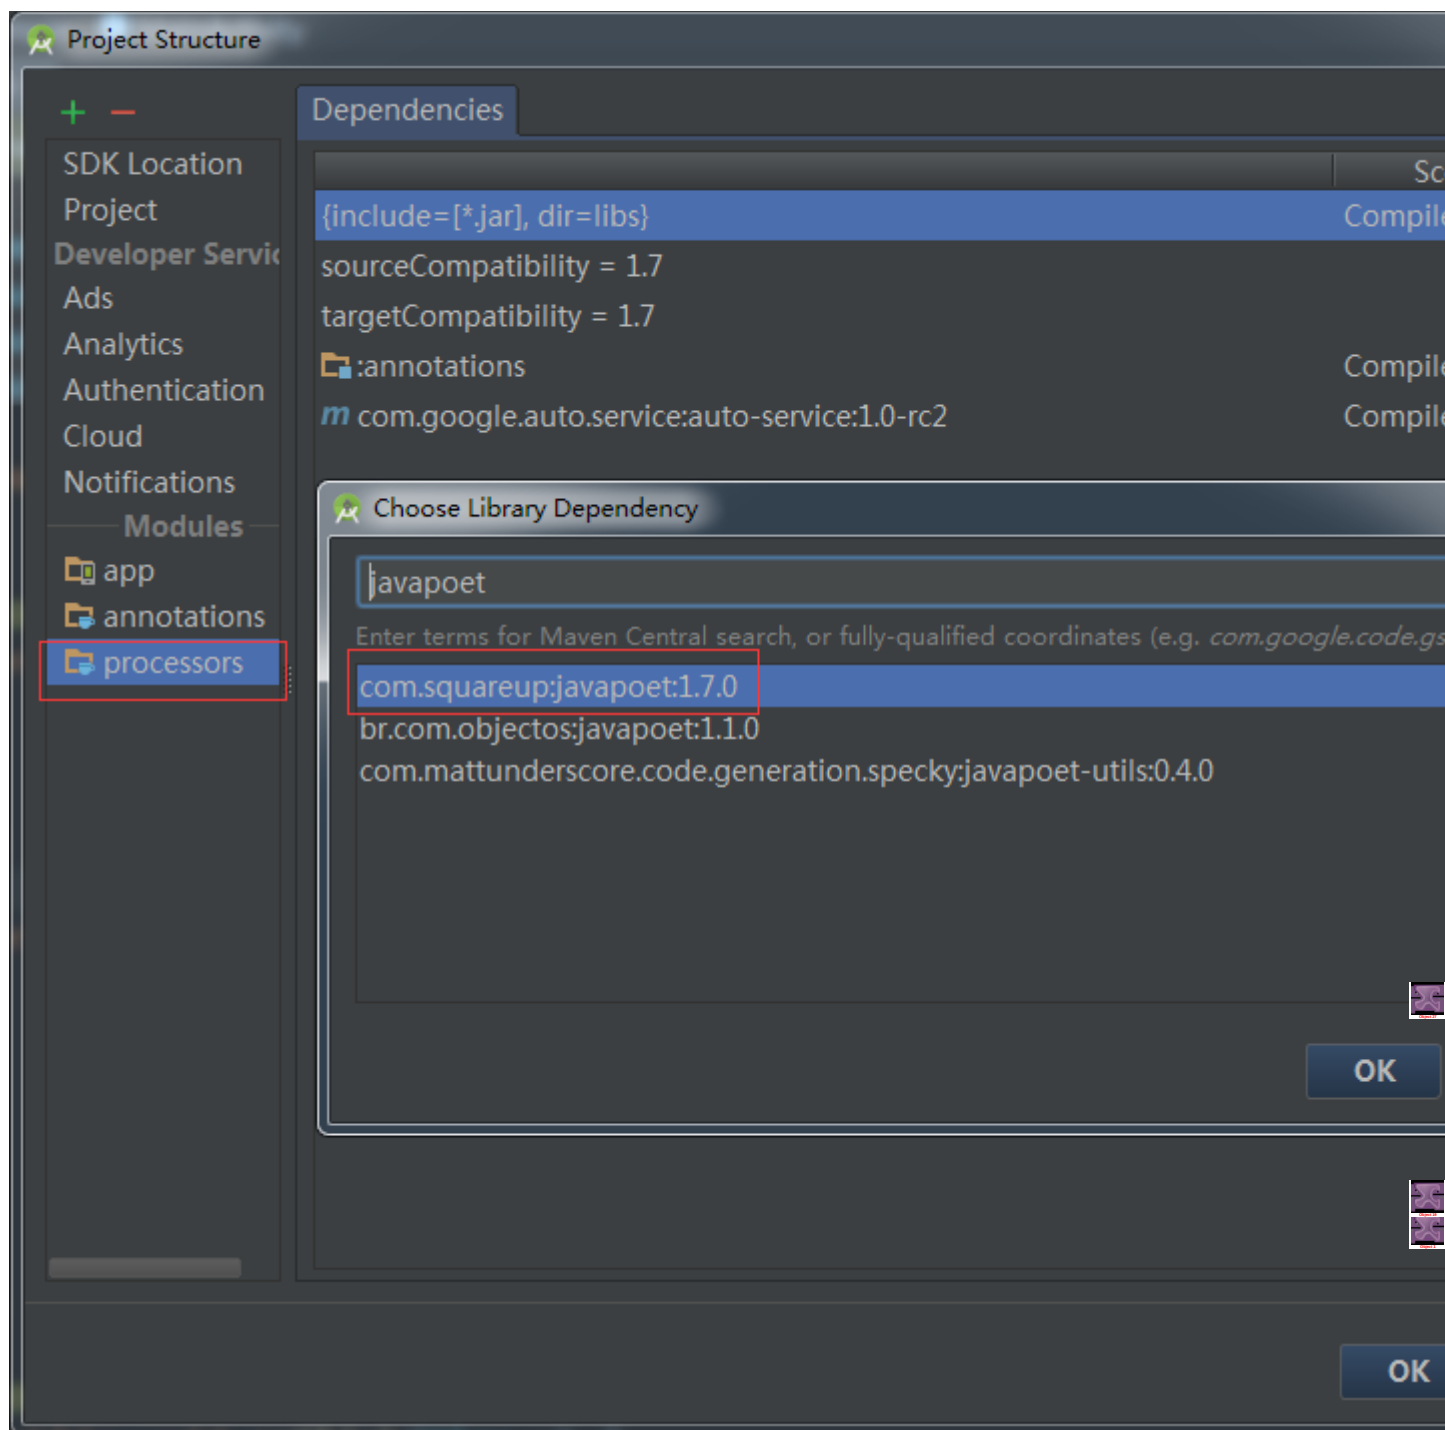 Project Structure
Dependencies
SDK Location
Project
Developer Servic
Ads
Analytics
Authentication
Cloud
Notifications
Modules
app
annotations
processors
Sc
{include=[*.jar], dir=libs} Compile
sourceCompatibility = 1.7
targetCompatibility = 1.7
:annotations Compile
m com.google.auto.service:auto-service:1.0-rc2 Compile
Choose Library Dependency
javapoet
Enter terms for Maven Central search, or fully-qualified coordinates (e.g. com.google.code.gs
com.squareup:javapoet:1.7.0
br.com.objectos:javapoet:1.1.0
com.mattunderscore.code.generation.specky:javapoet-utils:0.4.0
OK
OK